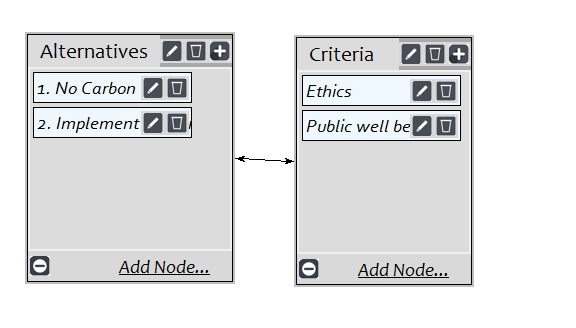 Alternatives
1. No Carbon
2. Implement
Add Node...
Criteria
Ethics
Public well be
Add Node...